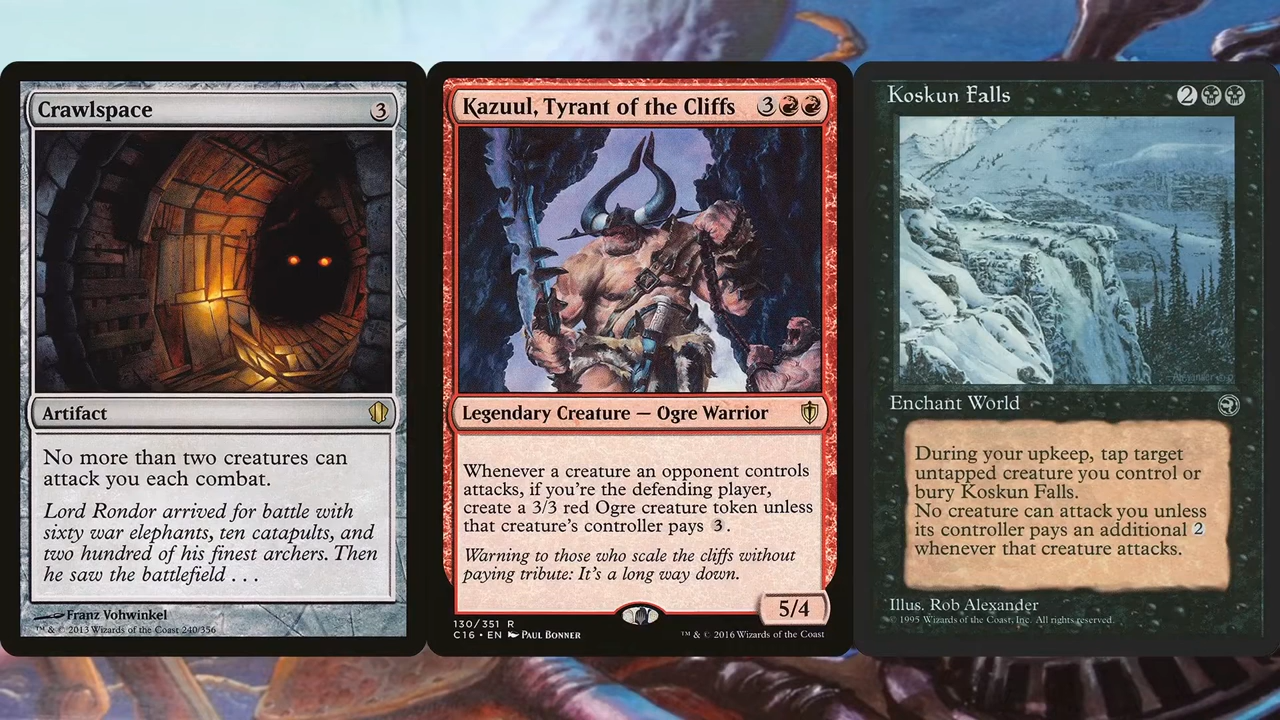 Crawlspace 3
Artifact
No more than two creatures can
attack you each combat.
Lord Rondor arrived for battle with
sixty war elephants, ten catapults, and
two hundred of his finest archers. Then
he saw the battlefield . . .
Franz Vohwinkel
™ & © 2013 Wizards of the Coast 240/356
Kazuul, Tyrant of the Cliffs 3
Legendary Creature — Ogre Warrior
Whenever a creature an opponent controls
attacks, if you're the defending player,
create a 3/3 red Ogre creature token unless
that creature's controller pays 3.
Warning to those who scale the cliffs without
paying tribute: It's a long way down.
5/4
130/351 R
C16 • EN Paul Bonner
™ & © 2016 Wizards of the Coast
Koskun Falls 2
Enchant World
During your upkeep, tap target
untapped creature you control or
bury Koskun Falls.
No creature can attack you unless
its controller pays an additional 2
whenever that creature attacks.
Illus. Rob Alexander
© 1995 Wizards of the Coast, Inc. All rights reserved.